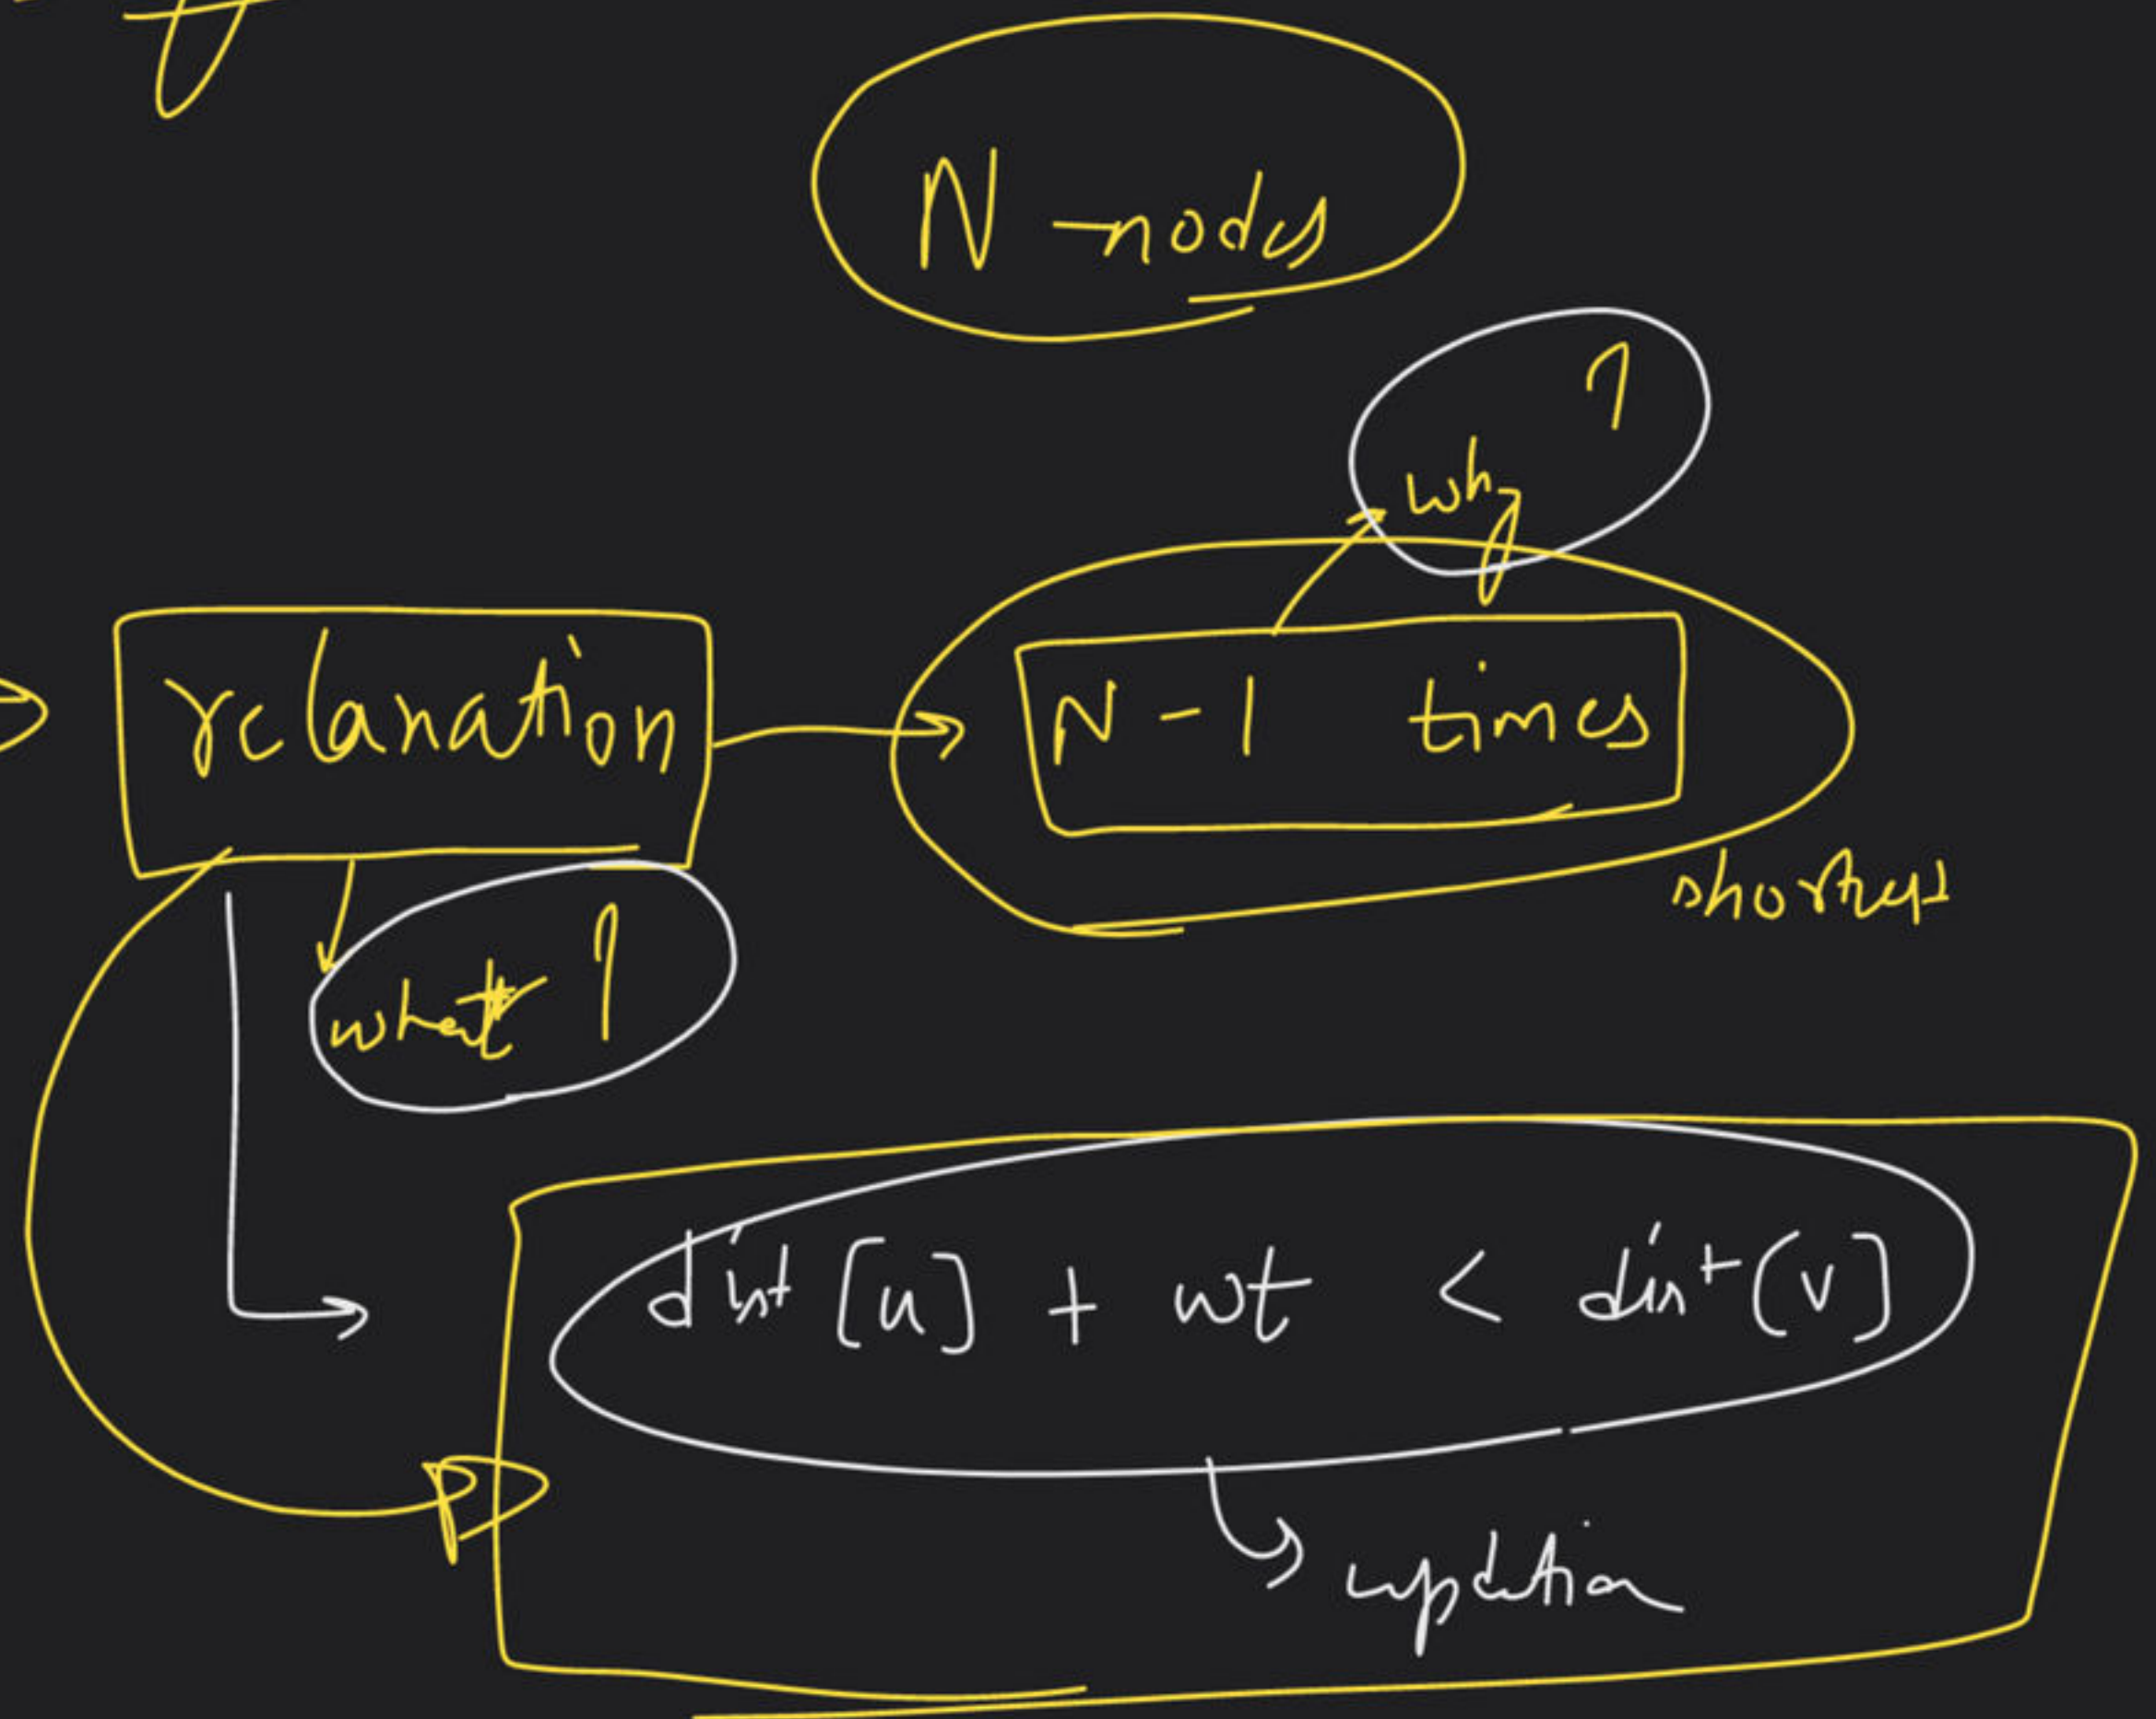 N - nodes
why ?
relaxation
N - 1 times
shortest
what ?
dist [u] + wt < dist [v]
updation